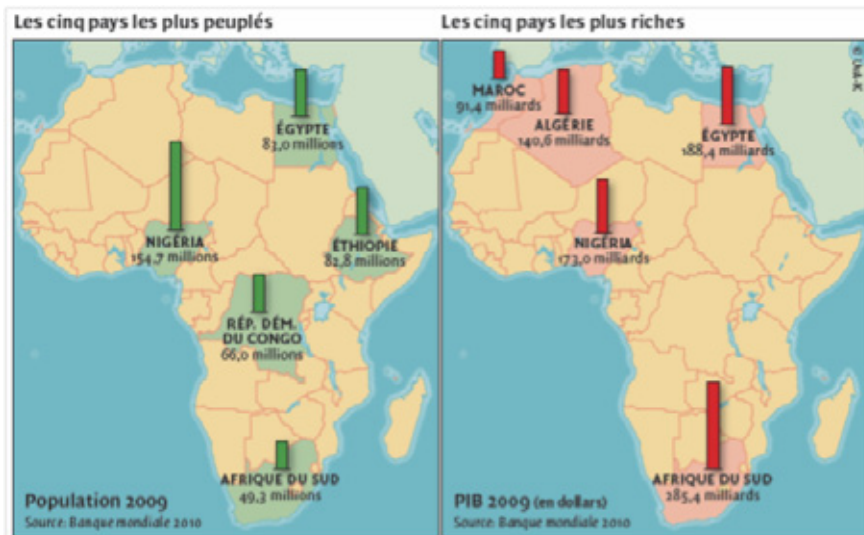 Les cinq pays les plus peuplés
ÉGYPTE
83,0 millions
NIGÉRIA
154,7 millions
ÉTHIOPIE
82,8 millions
RÉP. DÉM.
DU CONGO
66,0 millions
AFRIQUE DU SUD
49,3 millions
Population 2009
Source: Banque mondiale 2010
Les cinq pays les plus riches
MAROC
91,4 milliards
ALGÉRIE
140,6 milliards
ÉGYPTE
188,4 milliards
NIGÉRIA
173,0 milliards
AFRIQUE DU SUD
285,4 milliards
PIB 2009 (en dollars)
Source: Banque mondiale 2010